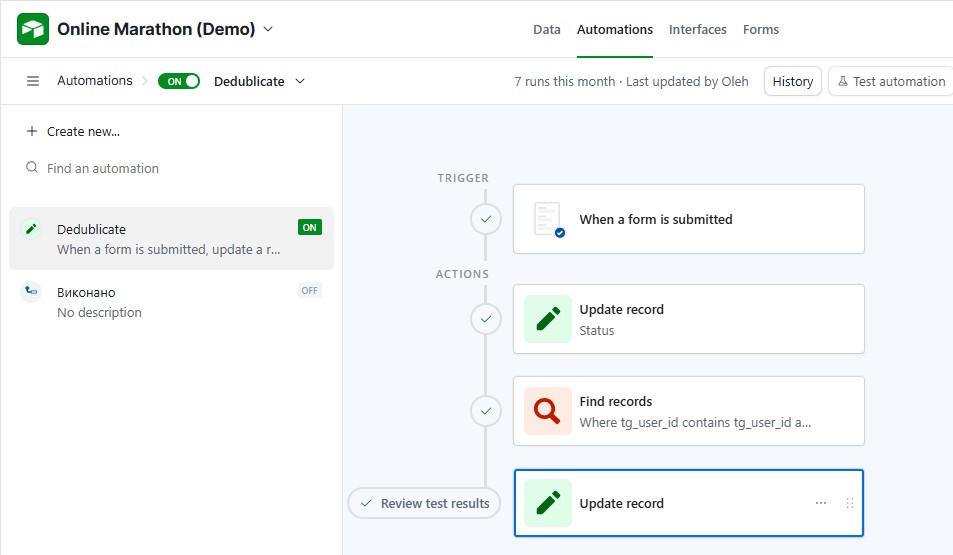 Online Marathon (Demo)
Data Automations Interfaces Forms
Automations ON Dedublicate 7 runs this month · Last updated by Oleh History Test automation
Create new...
Find an automation
Dedublicate ON
When a form is submitted, update a r...
Виконано OFF
No description
TRIGGER
When a form is submitted
ACTIONS
Update record
Status
Find records
Where tg_user_id contains tg_user_id a...
Review test results
Update record